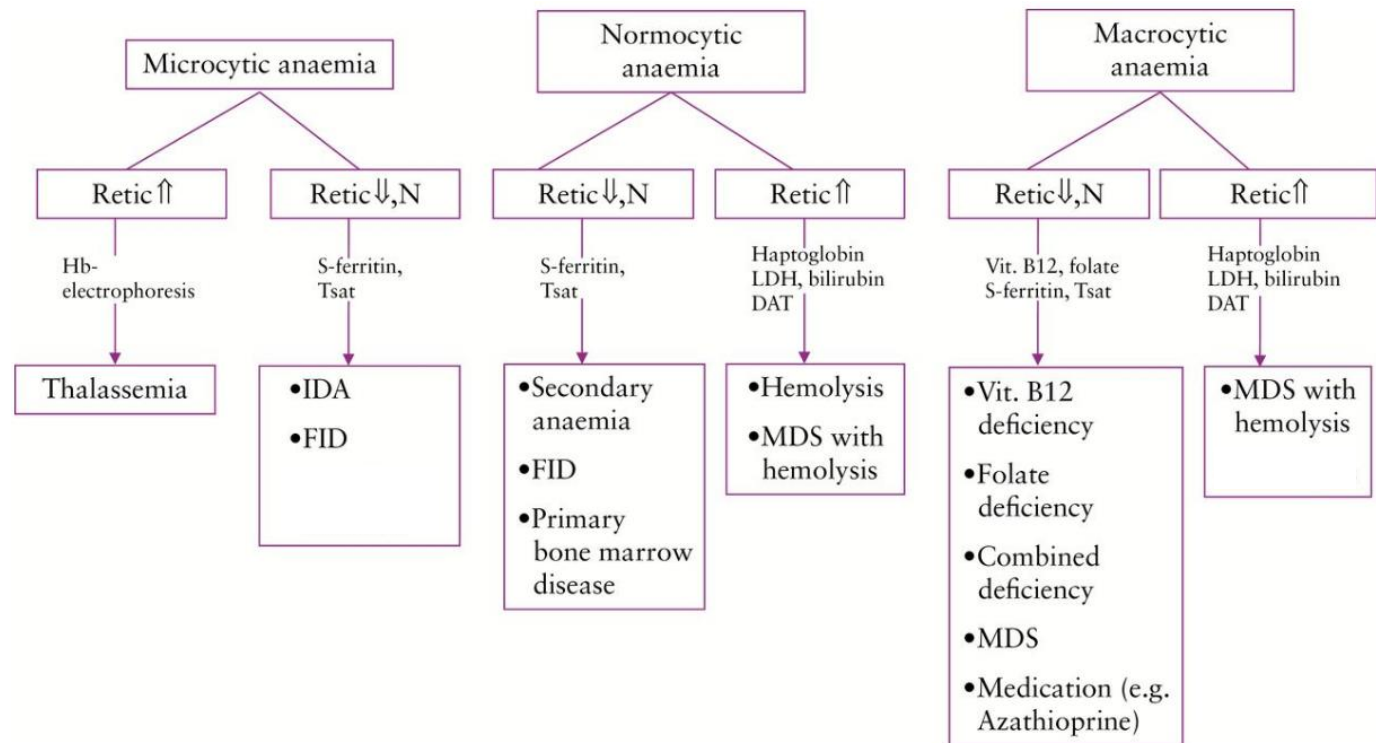 Microcytic anaemia
Retic⇑
Hb-
electrophoresis
Thalassemia
Retic⇓,N
S-ferritin,
Tsat
•IDA
•FID
Normocytic
anaemia
Retic⇓,N
S-ferritin,
Tsat
•Secondary
anaemia
•FID
•Primary
bone marrow
disease
Retic⇑
Haptoglobin
LDH, bilirubin
DAT
•Hemolysis
•MDS with
hemolysis
Macrocytic
anaemia
Retic⇓,N
Vit. B12, folate
S-ferritin, Tsat
•Vit. B12
deficiency
•Folate
deficiency
•Combined
deficiency
•MDS
•Medication (e.g.
Azathioprine)
Retic⇑
Haptoglobin
LDH, bilirubin
DAT
•MDS with
hemolysis